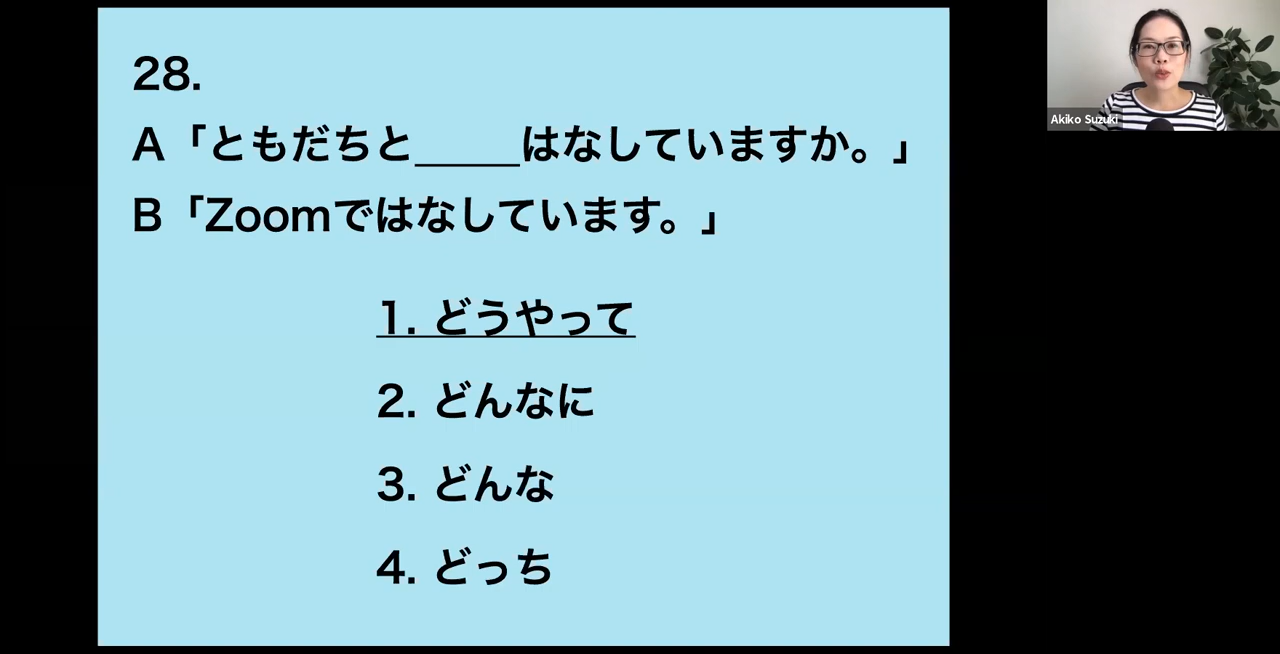 28.
A「ともだちと_____はなしていますか。」
B「Zoomではなしています。」
1. どうやって
2. どんなに
3. どんな
4. どっち
Akiko Suzuki